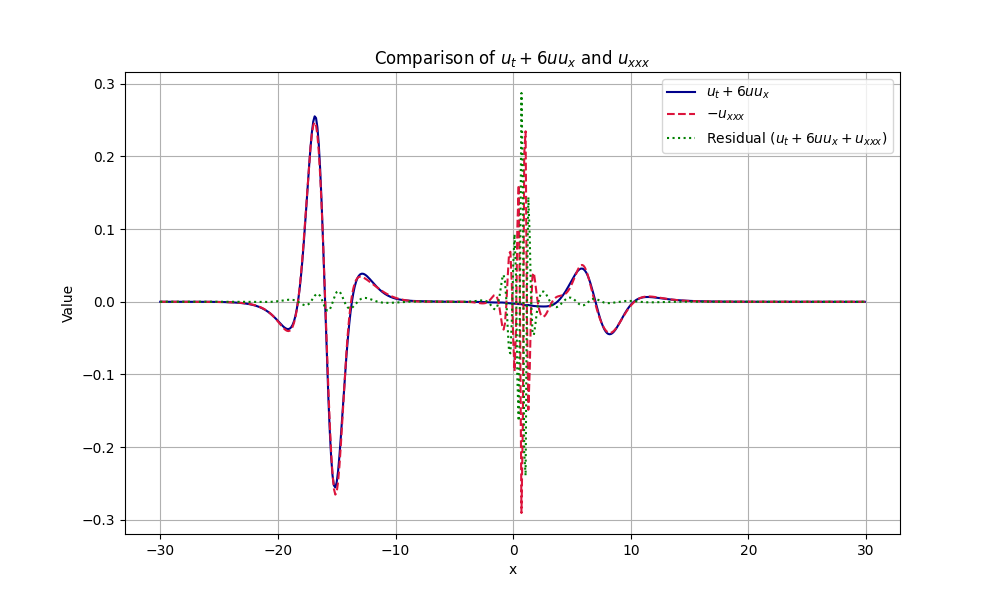 Comparison of $u_t + 6uu_x$ and $u_{xxx}$
$u_t + 6uu_x$
$-u_{xxx}$
Residual ($u_t + 6uu_x + u_{xxx}$)
Value
0.3
0.2
0.1
0.0
−0.1
−0.2
−0.3
−30
−20
−10
0
10
20
30
x